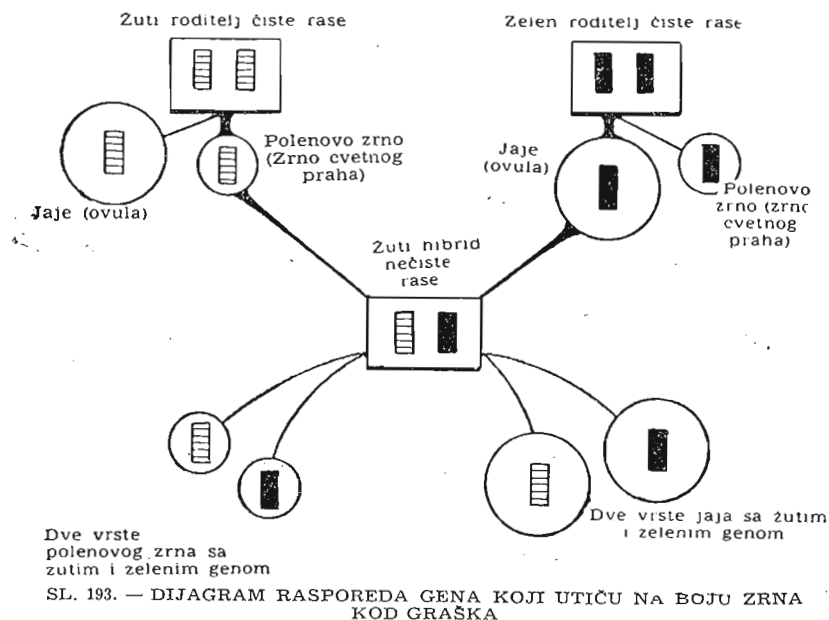 Žuti roditelj čiste rase
Zelen roditelj čiste rase
Polenovo zrno
(Zrno cvetnog
praha)
Jaje (ovula)
Jaje
(ovula)
Polenovo
zrno (zrno
cvetnog
praha)
Žuti hibrid
nečiste
rase
Dve vrste
polenovog zrna sa
žutim i zelenim genom
Dve vrste jaja sa žutim
i zelenim genom
SL. 193. — DIJAGRAM RASPOREDA GENA KOJI UTIČU NA BOJU ZRNA
KOD GRAŠKA